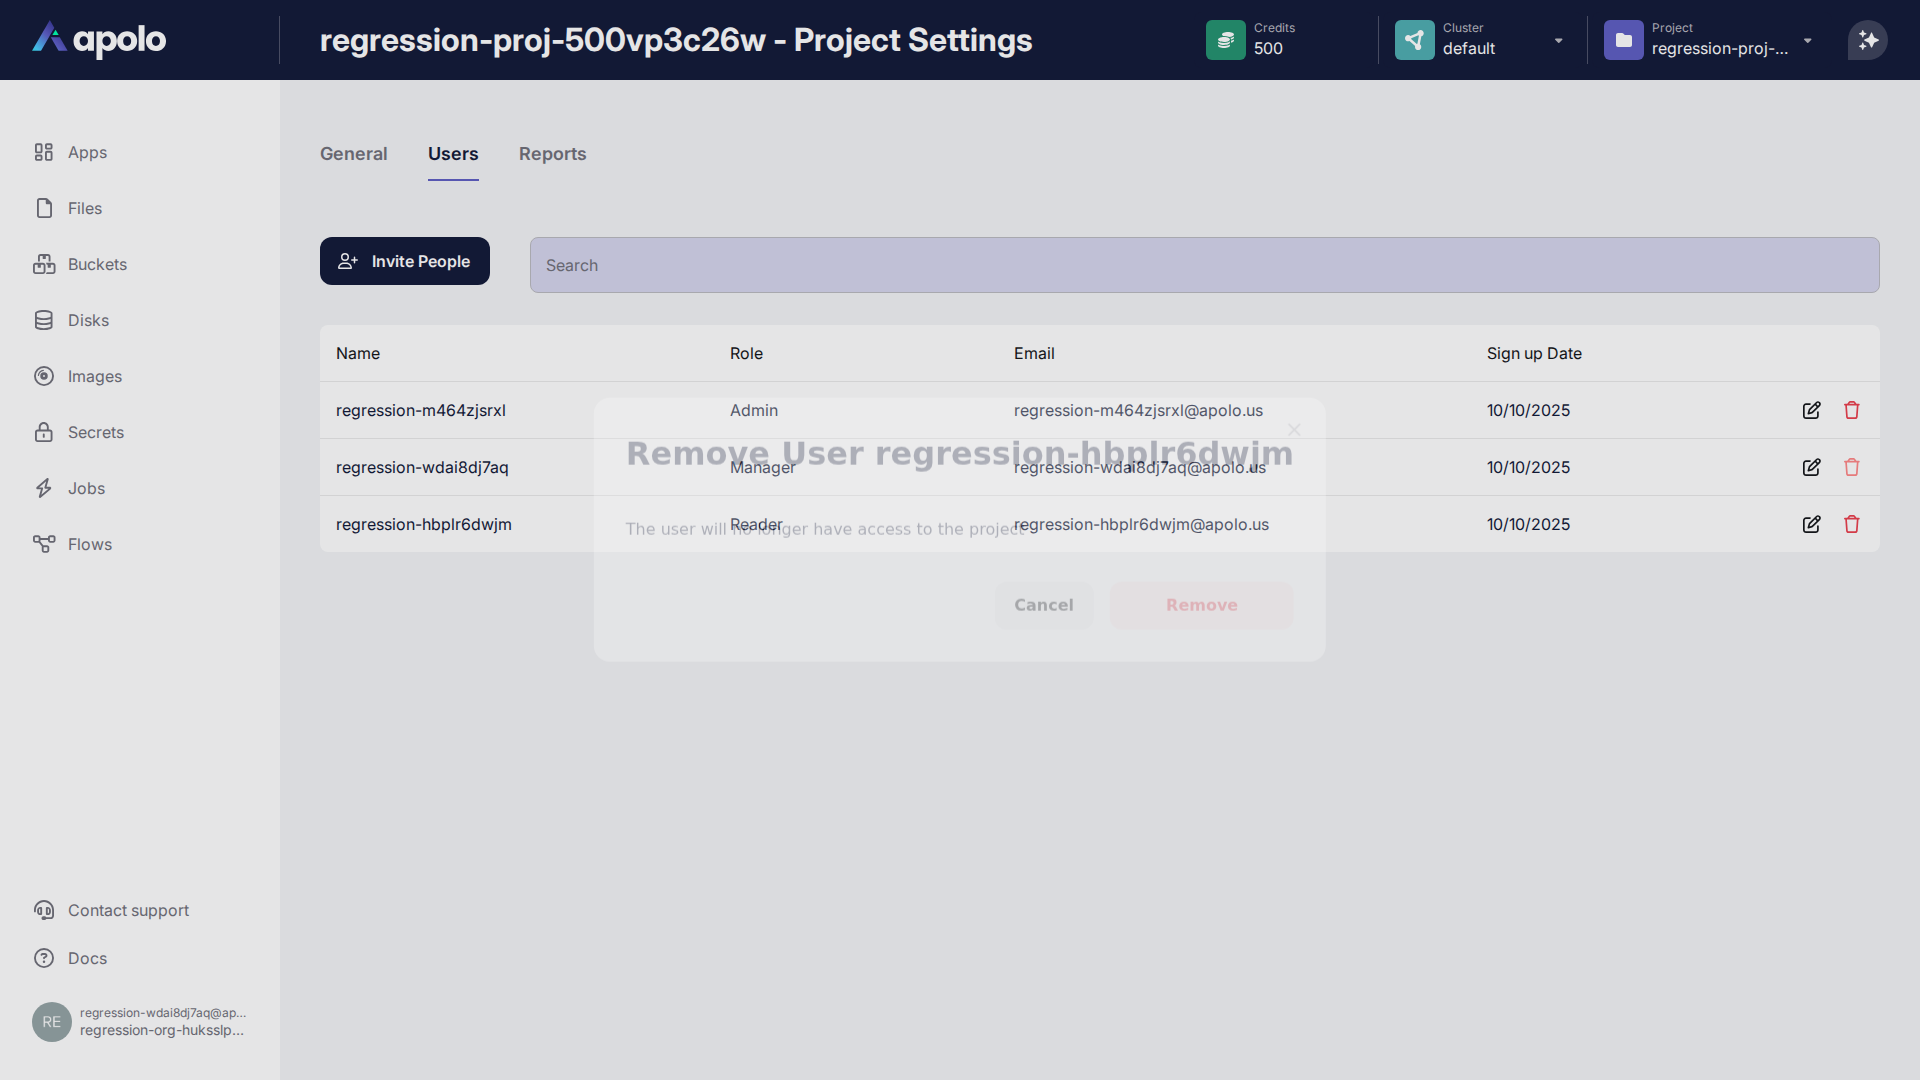 apolo
regression-proj-500vp3c26w - Project Settings
Credits
500
Cluster
default
Project
regression-proj-...
Apps
Files
Buckets
Disks
Images
Secrets
Jobs
Flows
Contact support
Docs
RE
regression-wdai8dj7aq@ap...
regression-org-huksslp...
General Users Reports
Invite People
Search
Name Role Email Sign up Date
regression-m464zjsrxl Admin regression-m464zjsrxl@apolo.us 10/10/2025
regression-wdai8dj7aq Manager regression-wdai8dj7aq@apolo.us 10/10/2025
regression-hbplr6dwjm Reader regression-hbplr6dwjm@apolo.us 10/10/2025
Remove User regression-hbplr6dwjm
The user will no longer have access to the project
Cancel Remove